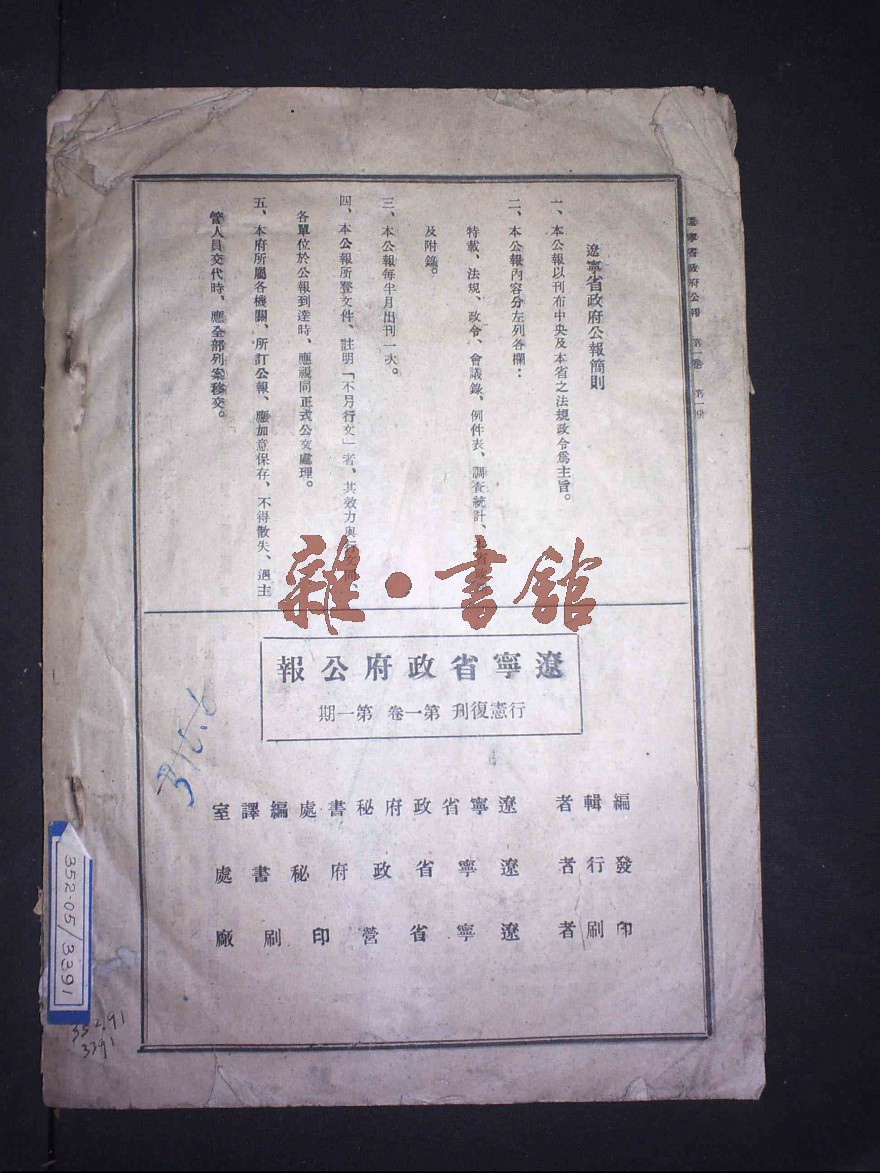 遼寧省政府公報 第一卷 第一期
遼寧省政府公報簡則
一、本公報以刊布中央及本省之法規政令爲主旨。
二、本公報內容分左列各欄：
特載、法規、政令、會議錄、例件表、調查統計、
及附錄。
三、本公報每半月出刊一次。
四、本公報所登文件、註明「不月行文」者、其效力與
各單位於公報到達時、應視同正式公文處理。
五、本府所屬各機關、所訂公報、應加意保存、不得散失、遇主
管人員交代時、應全部列案移交。
雜·書館
遼寧省政府公報
行憲復刊 第一卷 第一期
編輯者 遼寧省政府秘書處編譯室
發行者 遼寧省政府秘書處
印刷者 遼寧省營印刷廠
352-05/3391
352.91
3391